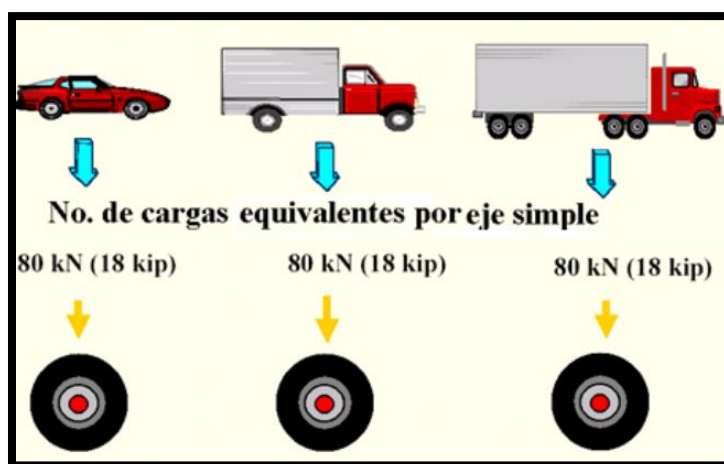 No. de cargas equivalentes por eje simple
80 kN (18 kip) 80 kN (18 kip) 80 kN (18 kip)